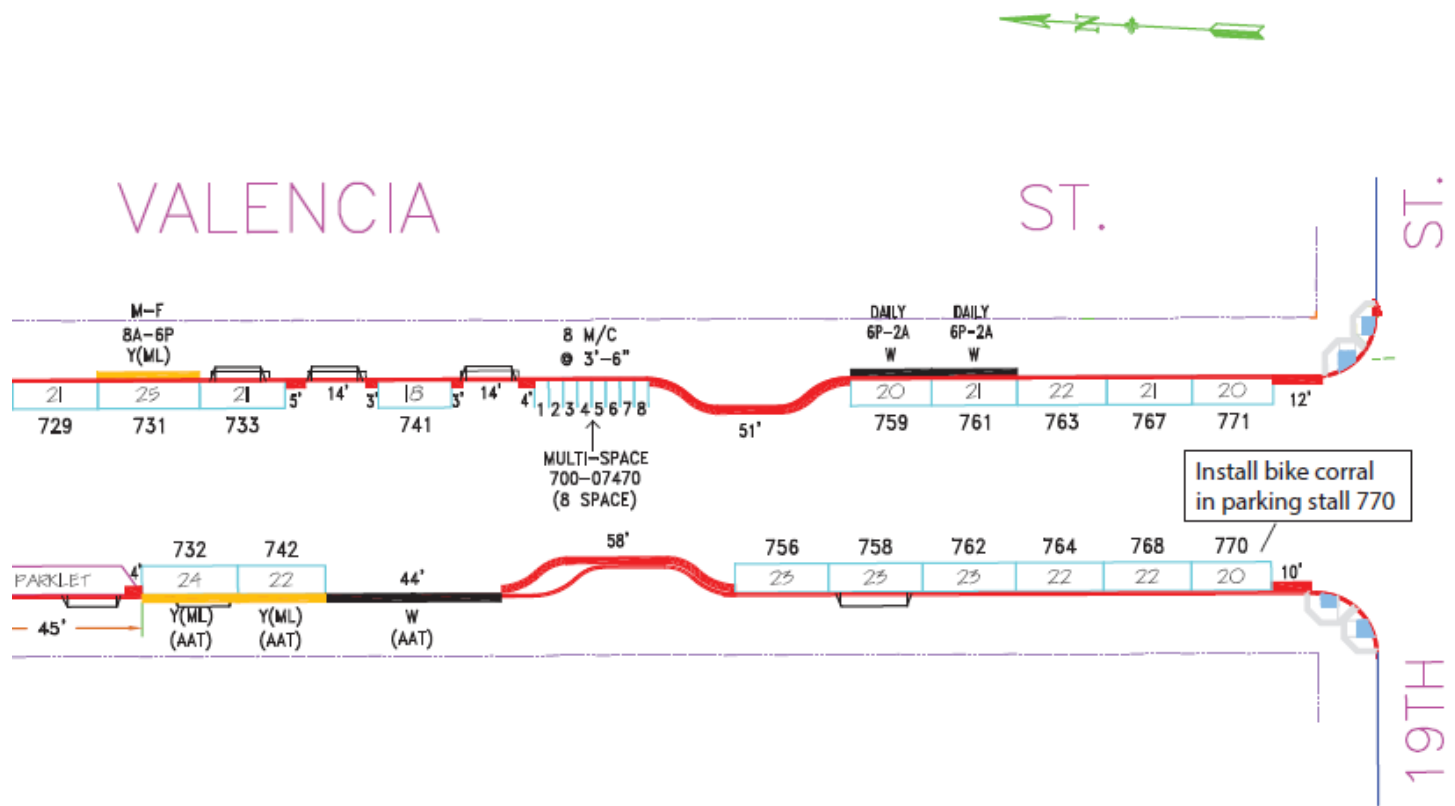 N
VALENCIA ST.
ST.
M-F
8A-6P
Y(ML)
8 M/C
@ 3'-6"
DAILY
6P-2A
W
DAILY
6P-2A
W
21 25 21 5' 14' 3' 18 3' 14' 4' 1 2 3 4 5 6 7 8 51' 20 21 22 21 20 12'
729 731 733 741 759 761 763 767 771
MULTI-SPACE
700-07470
(8 SPACE)
Install bike corral
in parking stall 770
732 742 58' 756 758 762 764 768 770
PARKLET 4' 24 22 44' 23 23 23 22 22 20 10'
45'
Y(ML)
(AAT)
Y(ML)
(AAT)
W
(AAT)
19TH